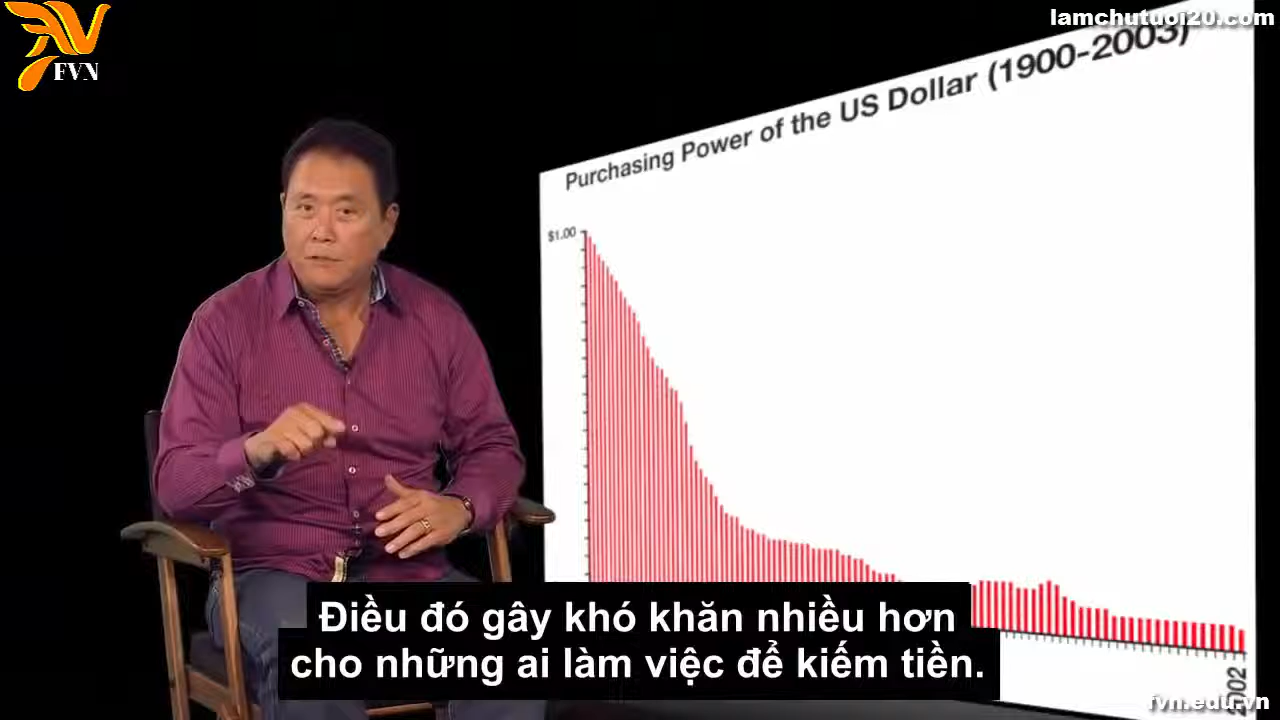 FVN
lamchutuoi20.com
Purchasing Power of the US Dollar (1900-2003)
$1.00
Điều đó gây khó khăn nhiều hơn
cho những ai làm việc để kiếm tiền.
2002
fvn.edu.vn